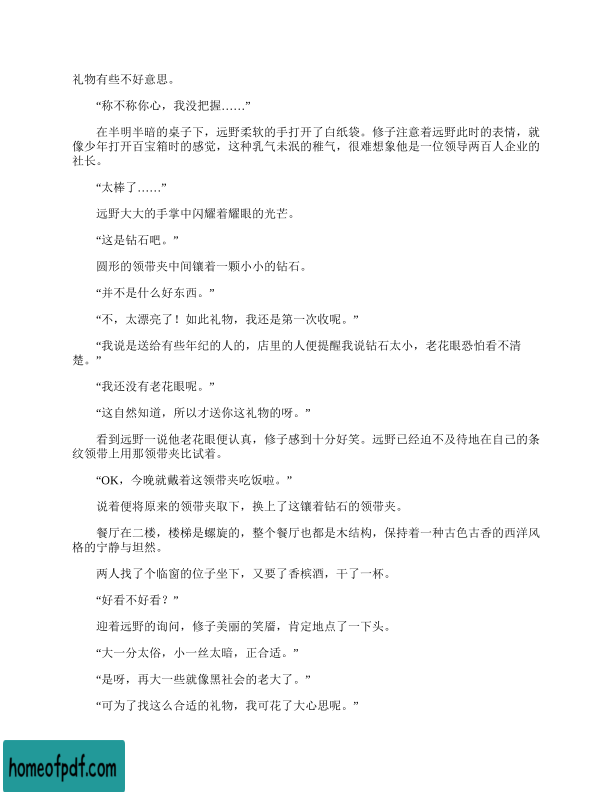 礼物有些不好意思。
“称不称你心，我没把握……”
在半明半暗的桌子下，远野柔软的手打开了白纸袋。修子注意着远野此时的表情，就
像少年打开百宝箱时的感觉，这种乳气未泯的稚气，很难想象他是一位领导两百人企业的
社长。
“太棒了……”
远野大大的手掌中闪耀着耀眼的光芒。
“这是钻石吧。”
圆形的领带夹中间镶着一颗小小的钻石。
“并不是什么好东西。”
“不，太漂亮了！如此礼物，我还是第一次收呢。”
“我说是送给有些年纪的人的，店里的人便提醒我说钻石太小，老花眼恐怕看不清
楚。”
“我还没有老花眼呢。”
“这自然知道，所以才送你这礼物的呀。”
看到远野一说他老花眼便认真，修子感到十分好笑。远野已经迫不及待地在自己的条
纹领带上用那领带夹比试着。
“OK，今晚就戴着这领带夹吃饭啦。”
说着便将原来的领带夹取下，换上了这镶着钻石的领带夹。
餐厅在二楼，楼梯是螺旋的，整个餐厅也都是木结构，保持着一种古色古香的西洋风
格的宁静与坦然。
两人找了个临窗的位子坐下，又要了香槟酒，干了一杯。
“好看不好看？”
迎着远野的询问，修子美丽的笑靥，肯定地点了一下头。
“大一分太俗，小一丝太暗，正合适。”
“是呀，再大一些就像黑社会的老大了。”
“可为了找这么合适的礼物，我可花了大心思呢。”
homeofpdf.com